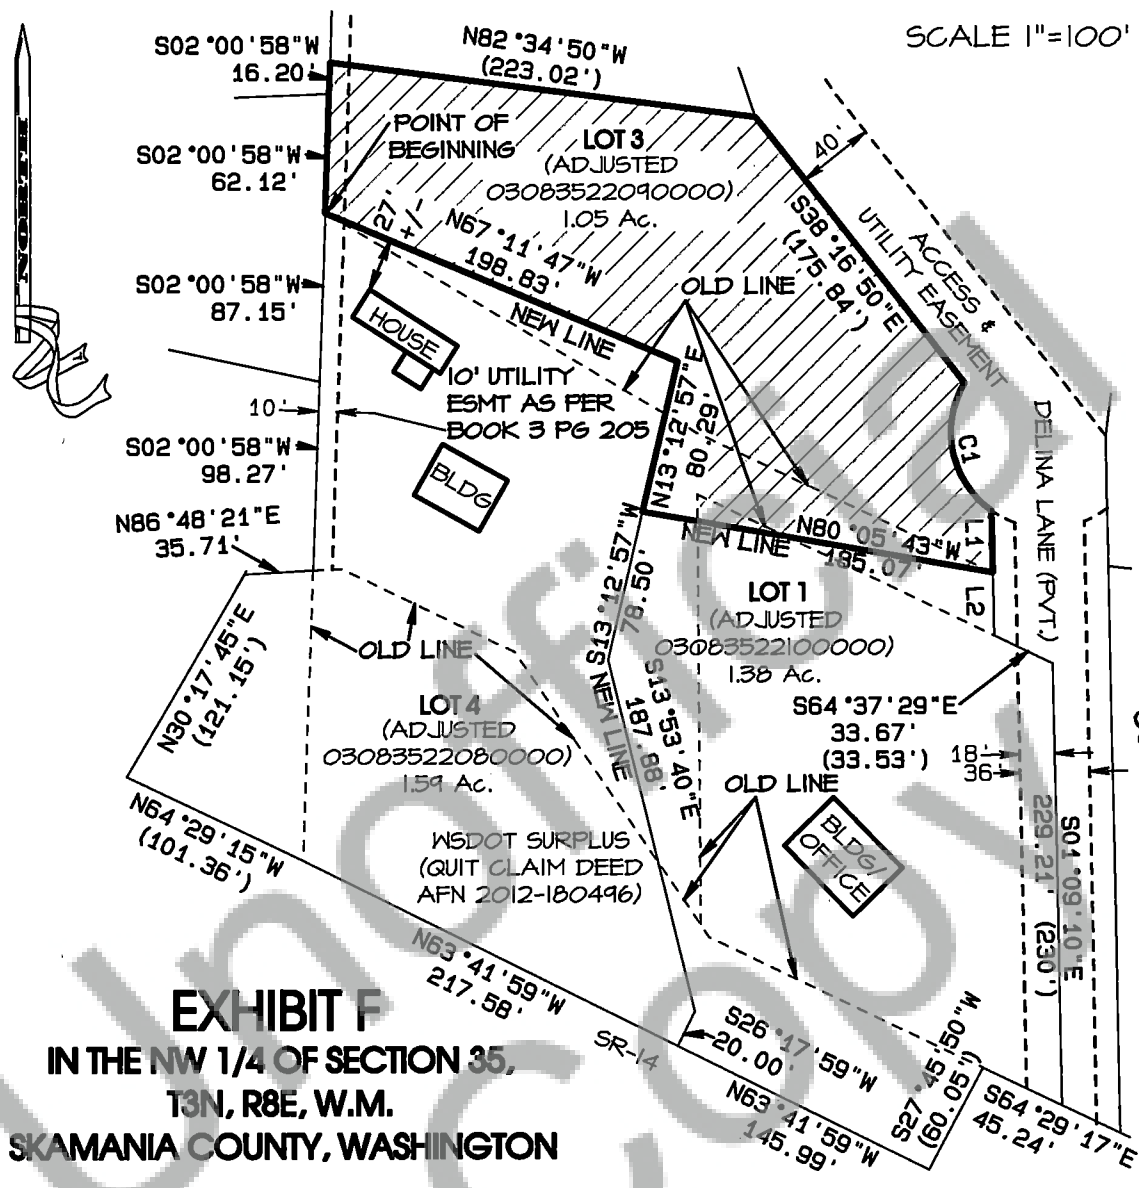 SCALE 1"=100'
S02°00'58"W
16.20'
N82°34'50"W
(223.02')
NORTH
POINT OF
BEGINNING
LOT 3
(ADJUSTED
03083522090000)
1.05 Ac.
40'
S02°00'58"W
62.12'
ACCESS &
UTILITY EASEMENT
S38°16'50"E
(175.84')
27'
+/-
N67°11'47"W
198.83'
NEW LINE
OLD LINE
S02°00'58"W
87.15'
HOUSE
10' UTILITY
ESMT AS PER
BOOK 3 PG 205
10'
N13°12'57"E
80.29'
C1
DELINA LANE (PVT.)
S02°00'58"W
98.27'
BLDG
N86°48'21"E
35.71'
NEW LINE
N80°05'43"W
185.07'
L1
L2
S13°12'57"W
78.50'
LOT 1
(ADJUSTED
03083522100000)
1.38 Ac.
OLD LINE
N30°17'45"E
(121.15')
LOT 4
(ADJUSTED
03083522080000)
1.59 Ac.
NEW LINE
S13°53'40"E
187.88'
S64°37'29"E
33.67'
(33.53')
18'
36'
OLD LINE
N64°29'15"W
(101.36')
WSDOT SURPLUS
(QUIT CLAIM DEED
AFN 2012-180496)
BLDG/
OFFICE
S01°09'10"E
229.21' (230')
N63°41'59"W
217.58'
SR-14
S26°17'59"W
20.00'
N63°41'59"W
145.99'
S27°45'50"W
(60.05')
S64°29'17"E
45.24'
EXHIBIT F
IN THE NW 1/4 OF SECTION 35,
T3N, R8E, W.M.
SKAMANIA COUNTY, WASHINGTON
Unofficial
Copy